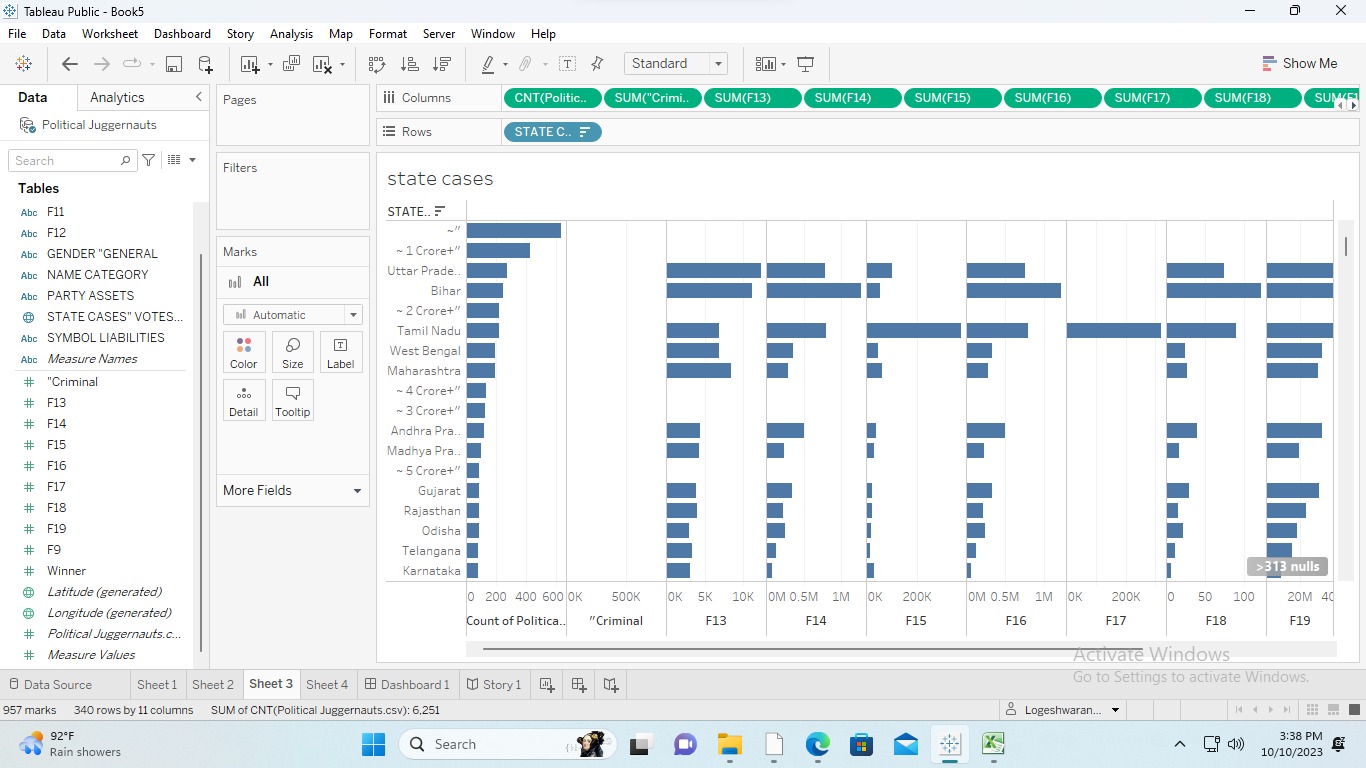 Tableau Public - Book5
File Data Worksheet Dashboard Story Analysis Map Format Server Window Help
Standard
Show Me
Data Analytics
Political Juggernauts
Search
Tables
Abc F11
Abc F12
Abc GENDER "GENERAL
Abc NAME CATEGORY
Abc PARTY ASSETS
STATE CASES" VOTES...
Abc SYMBOL LIABILITIES
Abc Measure Names
# "Criminal
# F13
# F14
# F15
# F16
# F17
# F18
# F19
# F9
# Winner
Latitude (generated)
Longitude (generated)
# Political Juggernauts.c...
# Measure Values
Pages
Filters
Marks
All
Automatic
Color Size Label
Detail Tooltip
More Fields
Columns CNT(Politic.. SUM("Crimi.. SUM(F13) SUM(F14) SUM(F15) SUM(F16) SUM(F17) SUM(F18) SUM(F1
Rows STATE C..
state cases
STATE..
~"
~ 1 Crore+"
Uttar Prade..
Bihar
~ 2 Crore+"
Tamil Nadu
West Bengal
Maharashtra
~ 4 Crore+"
~ 3 Crore+"
Andhra Pra..
Madhya Pra..
~ 5 Crore+"
Gujarat
Rajasthan
Odisha
Telangana
Karnataka
>313 nulls
0 200 400 600 0K 500K 0K 5K 10K 0M 0.5M 1M 0K 200K 0M 0.5M 1M 0K 200K 0 50 100 20M 40
Count of Politica.. "Criminal F13 F14 F15 F16 F17 F18 F19
Activate Windows
Go to Settings to activate Windows.
Data Source Sheet 1 Sheet 2 Sheet 3 Sheet 4 Dashboard 1 Story 1
957 marks 340 rows by 11 columns SUM of CNT(Political Juggernauts.csv): 6,251
Logeshwaran...
92°F
Rain showers
Search
3:38 PM
10/10/2023